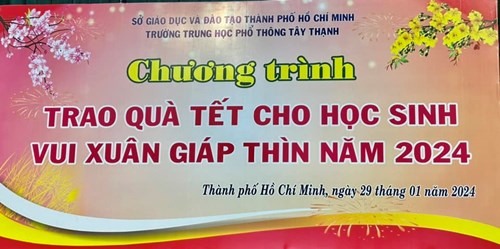 SỞ GIÁO DỤC VÀ ĐÀO TẠO THÀNH PHỐ HỒ CHÍ MINH
TRƯỜNG TRUNG HỌC PHỔ THÔNG TÂY THẠNH
Chương trình
TRAO QUÀ TẾT CHO HỌC SINH
VUI XUÂN GIÁP THÌN NĂM 2024
Thành phố Hồ Chí Minh, ngày 29 tháng 01 năm 2024